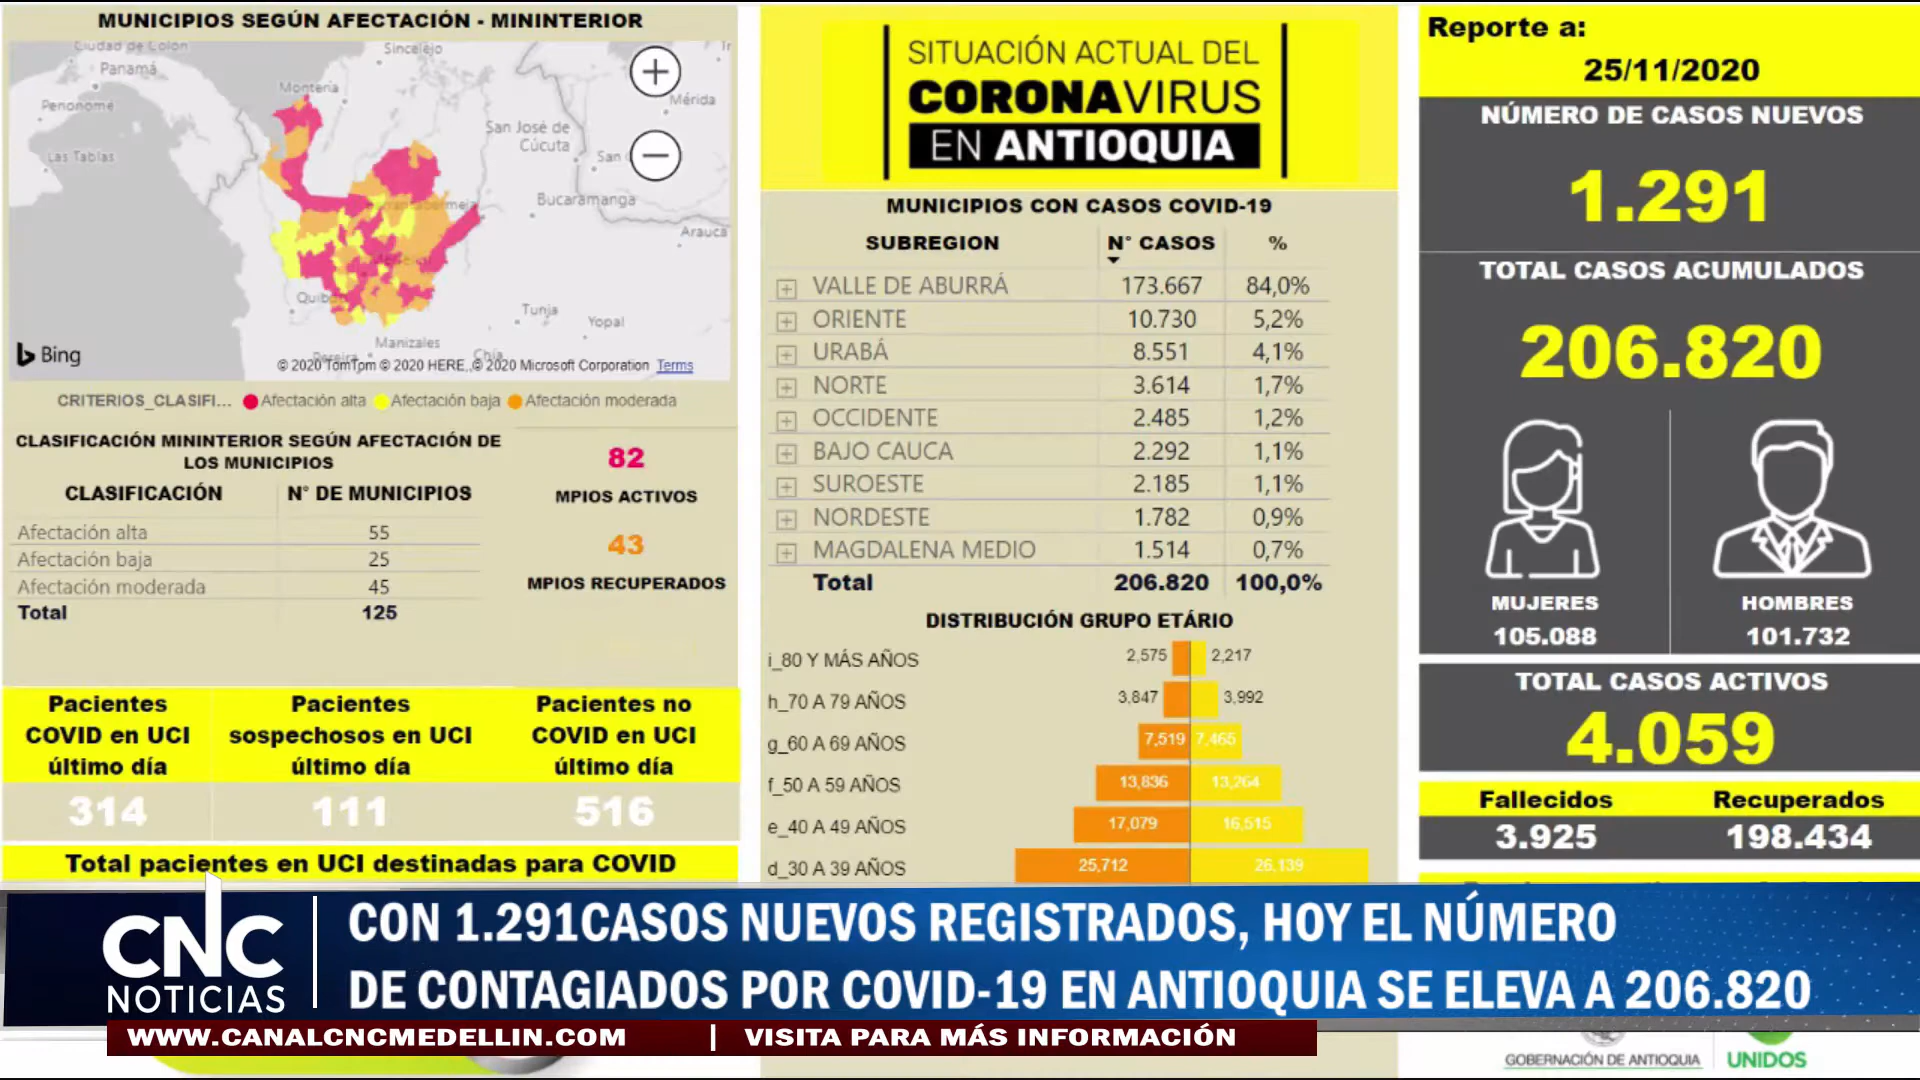 MUNICIPIOS SEGÚN AFECTACIÓN - MININTERIOR
Ciudad de Colón
Sincelejo
Panamá
Montería
Penonomé
Mérida
San José de
Cúcuta
Las Tablas
San
Bucaramanga
Arauca
Quibdó
Tunja
Yopal
Manizales
Pereira
Chía
Bing
© 2020 TomTom © 2020 HERE, © 2020 Microsoft Corporation Terms
CRITERIOS_CLASIFI... Afectación alta Afectación baja Afectación moderada
CLASIFICACIÓN MININTERIOR SEGÚN AFECTACIÓN DE
LOS MUNICIPIOS
CLASIFICACIÓN N° DE MUNICIPIOS
Afectación alta 55
Afectación baja 25
Afectación moderada 45
Total 125
82
MPIOS ACTIVOS
43
MPIOS RECUPERADOS
Pacientes
COVID en UCI
último día
314
Pacientes
sospechosos en UCI
último día
111
Pacientes no
COVID en UCI
último día
516
Total pacientes en UCI destinadas para COVID
SITUACIÓN ACTUAL DEL
CORONAVIRUS
EN ANTIOQUIA
MUNICIPIOS CON CASOS COVID-19
SUBREGION N° CASOS %
VALLE DE ABURRÁ 173.667 84,0%
ORIENTE 10.730 5,2%
URABÁ 8.551 4,1%
NORTE 3.614 1,7%
OCCIDENTE 2.485 1,2%
BAJO CAUCA 2.292 1,1%
SUROESTE 2.185 1,1%
NORDESTE 1.782 0,9%
MAGDALENA MEDIO 1.514 0,7%
Total 206.820 100,0%
DISTRIBUCIÓN GRUPO ETÁRIO
i_80 Y MÁS AÑOS 2,575 2,217
h_70 A 79 AÑOS 3,847 3,992
g_60 A 69 AÑOS 7,519 7,465
f_50 A 59 AÑOS 13,836 13,264
e_40 A 49 AÑOS 17,079 16,515
d_30 A 39 AÑOS 25,712 26,139
Reporte a:
25/11/2020
NÚMERO DE CASOS NUEVOS
1.291
TOTAL CASOS ACUMULADOS
206.820
MUJERES
105.088
HOMBRES
101.732
TOTAL CASOS ACTIVOS
4.059
Fallecidos Recuperados
3.925 198.434
CNC
NOTICIAS
CON 1.291CASOS NUEVOS REGISTRADOS, HOY EL NÚMERO
DE CONTAGIADOS POR COVID-19 EN ANTIOQUIA SE ELEVA A 206.820
WWW.CANALCNCMEDELLIN.COM | VISITA PARA MÁS INFORMACIÓN
GOBERNACIÓN DE ANTIOQUIA
UNIDOS